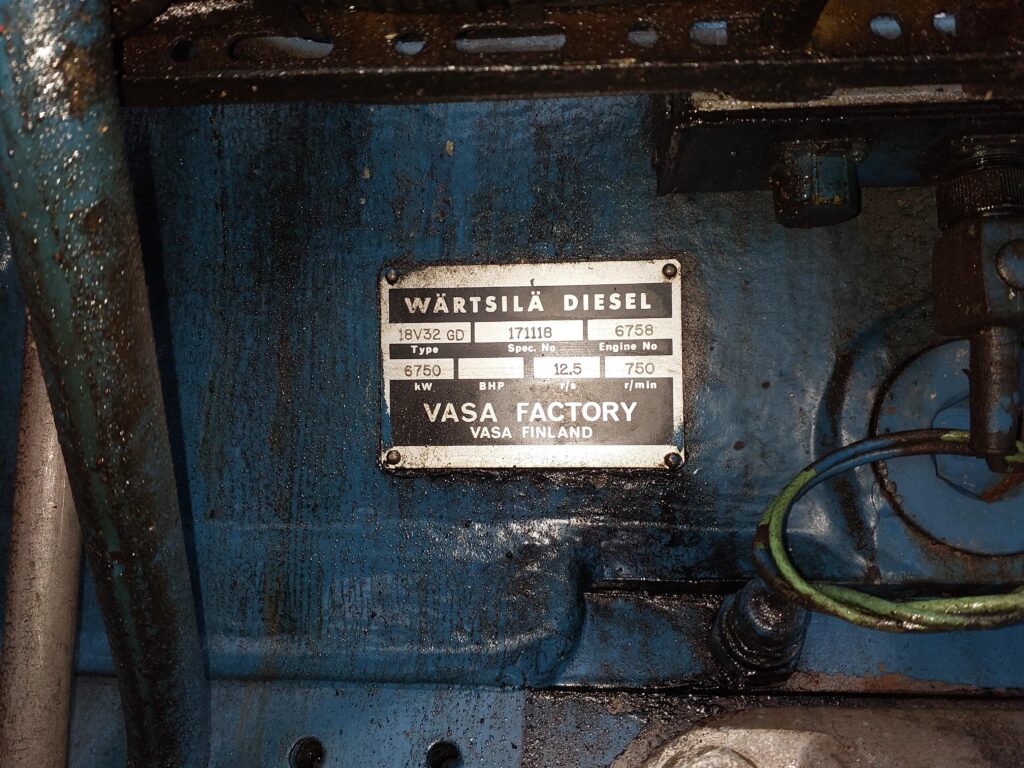 WÄRTSILÄ DIESEL
18V32 GD 171118 6758
Type Spec. No Engine No
6750 12.5 750
kW BHP r/s r/min
VASA FACTORY
VASA FINLAND